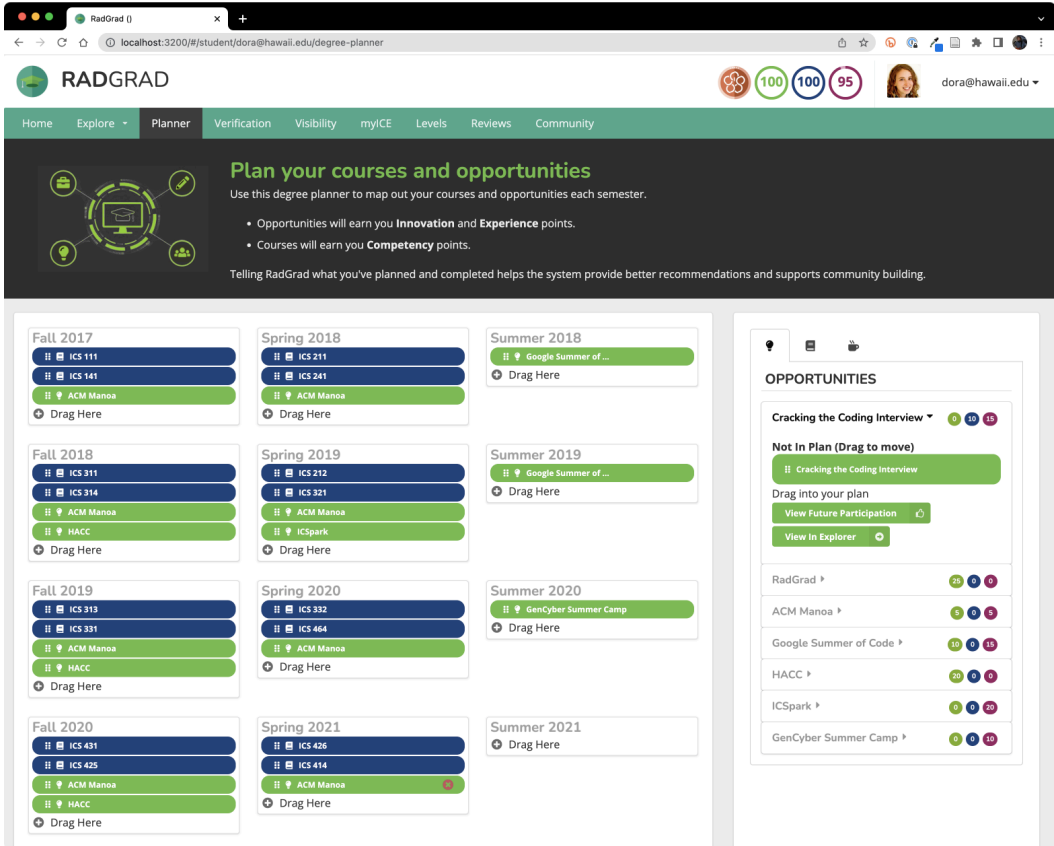 RadGrad ()
localhost:3200/#/student/dora@hawaii.edu/degree-planner
RADGRAD
100 100 95
dora@hawaii.edu
Home Explore Planner Verification Visibility myICE Levels Reviews Community
Plan your courses and opportunities
Use this degree planner to map out your courses and opportunities each semester.
• Opportunities will earn you Innovation and Experience points.
• Courses will earn you Competency points.
Telling RadGrad what you've planned and completed helps the system provide better recommendations and supports community building.
Fall 2017
ICS 111
ICS 141
ACM Manoa
Drag Here
Spring 2018
ICS 211
ICS 241
ACM Manoa
Drag Here
Summer 2018
Google Summer of ...
Drag Here
Fall 2018
ICS 311
ICS 314
ACM Manoa
HACC
Drag Here
Spring 2019
ICS 212
ICS 321
ACM Manoa
ICSpark
Drag Here
Summer 2019
Google Summer of ...
Drag Here
Fall 2019
ICS 313
ICS 331
ACM Manoa
HACC
Drag Here
Spring 2020
ICS 332
ICS 464
ACM Manoa
Drag Here
Summer 2020
GenCyber Summer Camp
Drag Here
Fall 2020
ICS 431
ICS 425
ACM Manoa
HACC
Drag Here
Spring 2021
ICS 426
ICS 414
ACM Manoa
Drag Here
Summer 2021
Drag Here
OPPORTUNITIES
Cracking the Coding Interview 0 10 15
Not In Plan (Drag to move)
Cracking the Coding Interview
Drag into your plan
View Future Participation
View In Explorer
RadGrad 25 0 0
ACM Manoa 5 0 5
Google Summer of Code 10 0 15
HACC 20 0 0
ICSpark 0 0 20
GenCyber Summer Camp 0 0 10